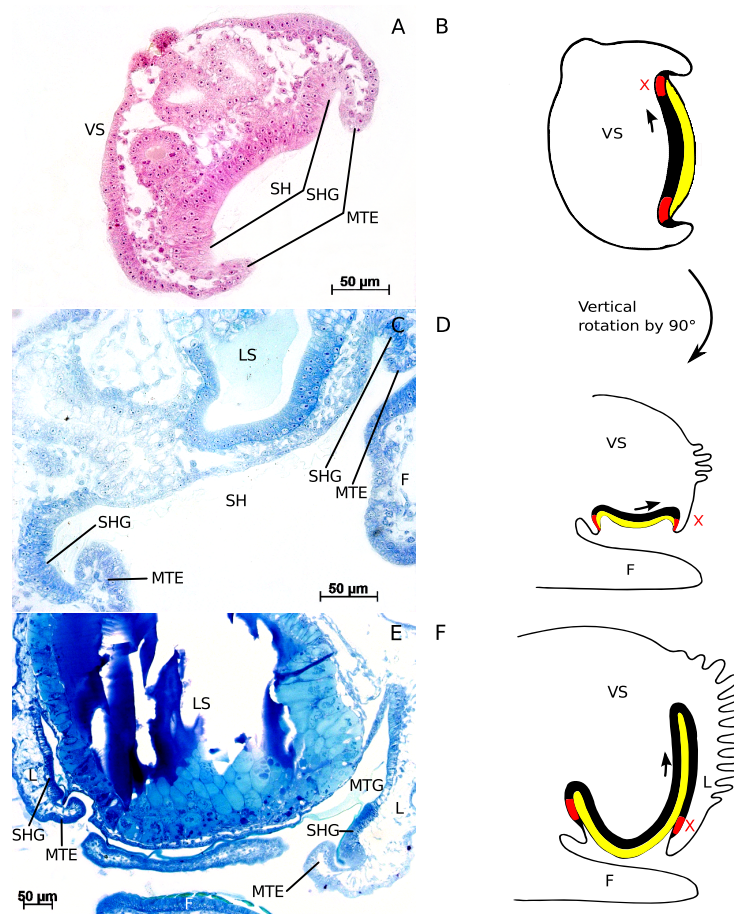 A
VS
SH
SHG
MTE
50 µm
B
X
VS
Vertical
rotation by 90°
C
LS
SHG
MTE
F
SH
SHG
MTE
50 µm
D
VS
X
F
E
LS
L
SHG
MTE
MTG
L
SHG
MTE
F
50 µm
F
VS
L
X
F